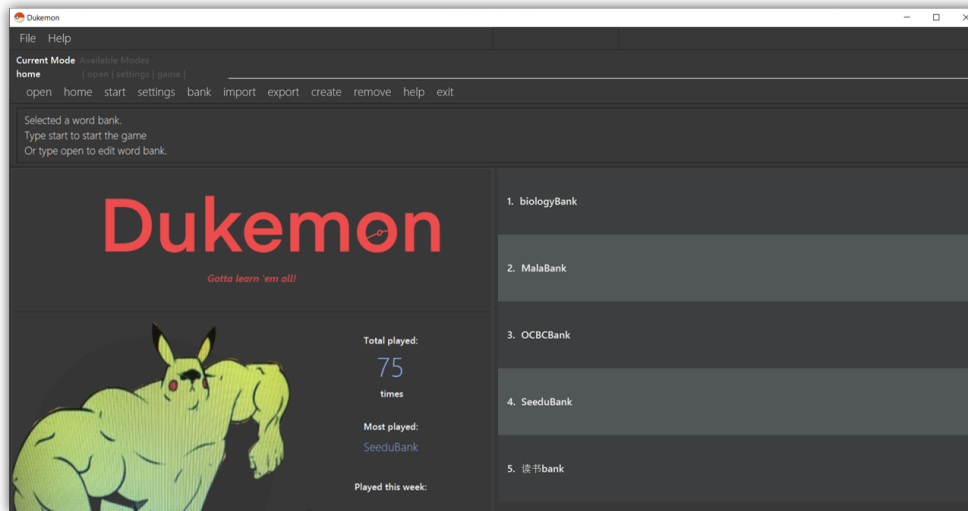 Dukemon
File Help
Current Mode Available Modes
home | open | settings | game |
open home start settings bank import export create remove help exit
Selected a word bank.
Type start to start the game
Or type open to edit word bank.
Dukemon
Gotta learn 'em all!
Total played:
75
times
Most played:
SeeduBank
Played this week:
1. biologyBank
2. MalaBank
3. OCBCBank
4. SeeduBank
5. 读书bank